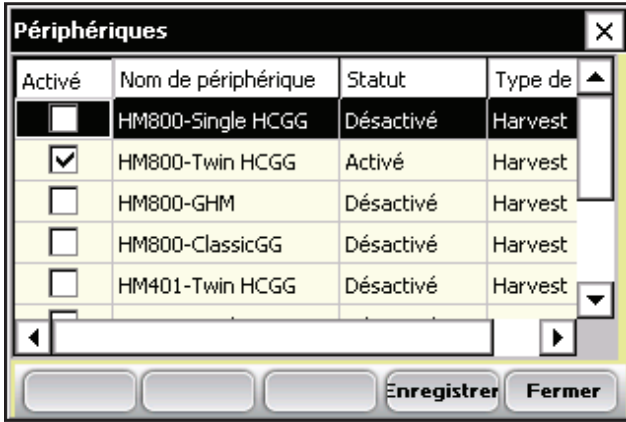 Périphériques
Activé Nom de périphérique Statut Type de
HM800-Single HCGG Désactivé Harvest
HM800-Twin HCGG Activé Harvest
HM800-GHM Désactivé Harvest
HM800-ClassicGG Désactivé Harvest
HM401-Twin HCGG Désactivé Harvest
Enregistrer Fermer